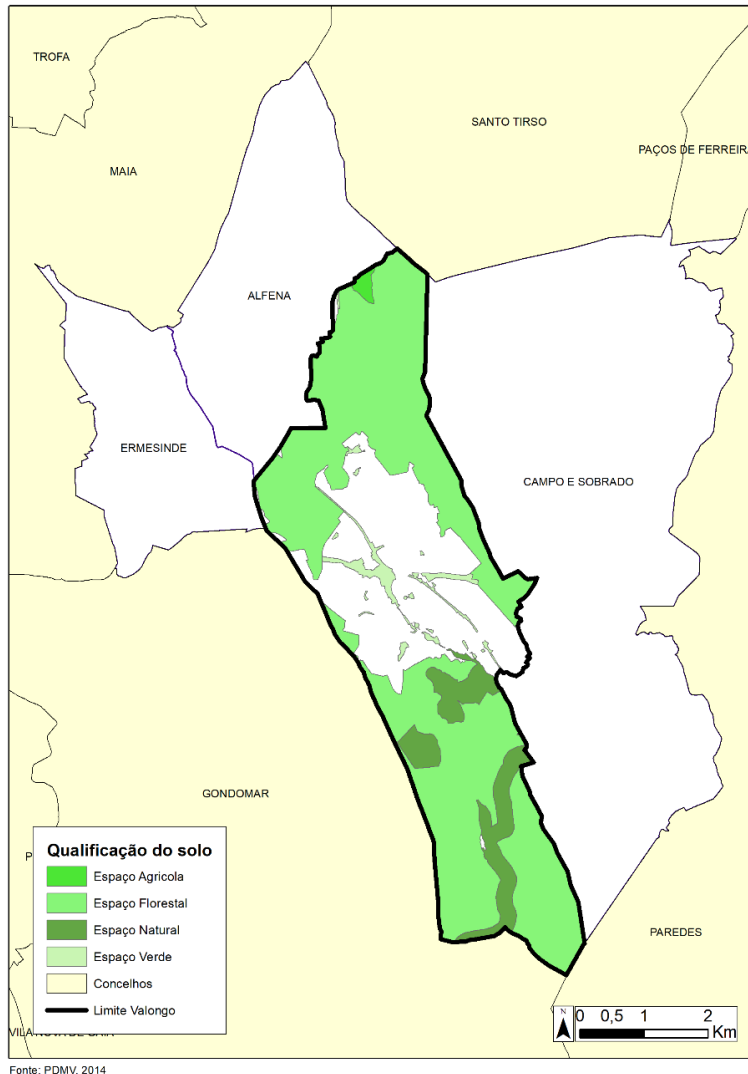 TROFA
SANTO TIRSO
PAÇOS DE FERREIRA
MAIA
ALFENA
ERMESINDE
CAMPO E SOBRADO
GONDOMAR
Qualificação do solo
Espaço Agricola
Espaço Florestal
Espaço Natural
Espaço Verde
Concelhos
Limite Valongo
PAREDES
N
0 0,5 1 2
Km
Fonte: PDMV, 2014